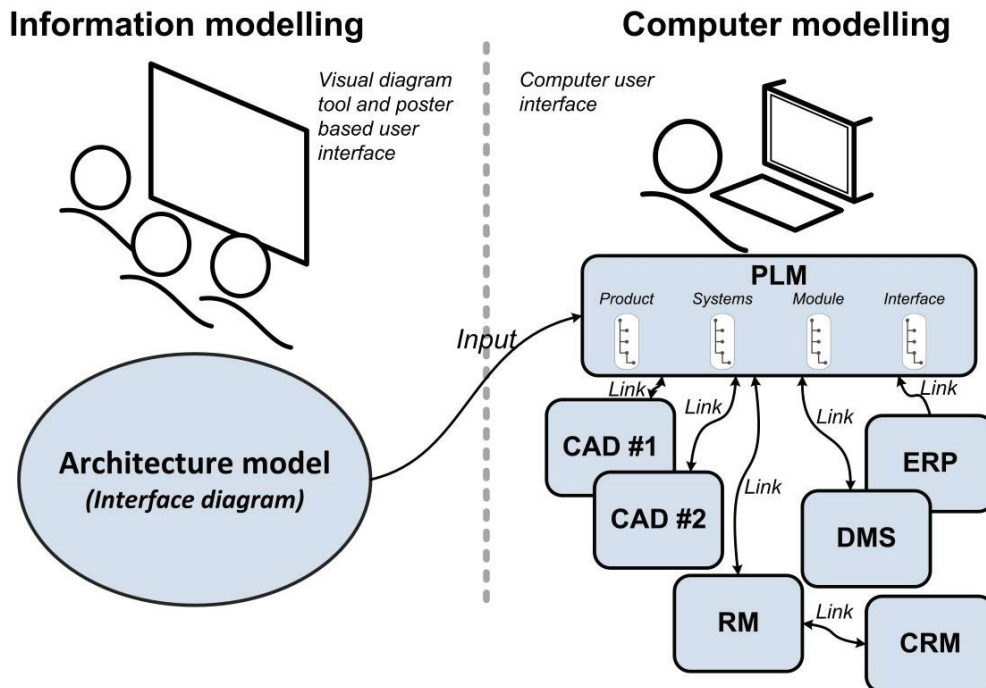 Information modelling
Computer modelling
Visual diagram
tool and poster
based user
interface
Computer user
interface
PLM
Product
Systems
Module
Interface
Input
Link
Link
Link
Link
Link
CAD #1
CAD #2
ERP
DMS
Architecture model
(Interface diagram)
RM
Link
CRM